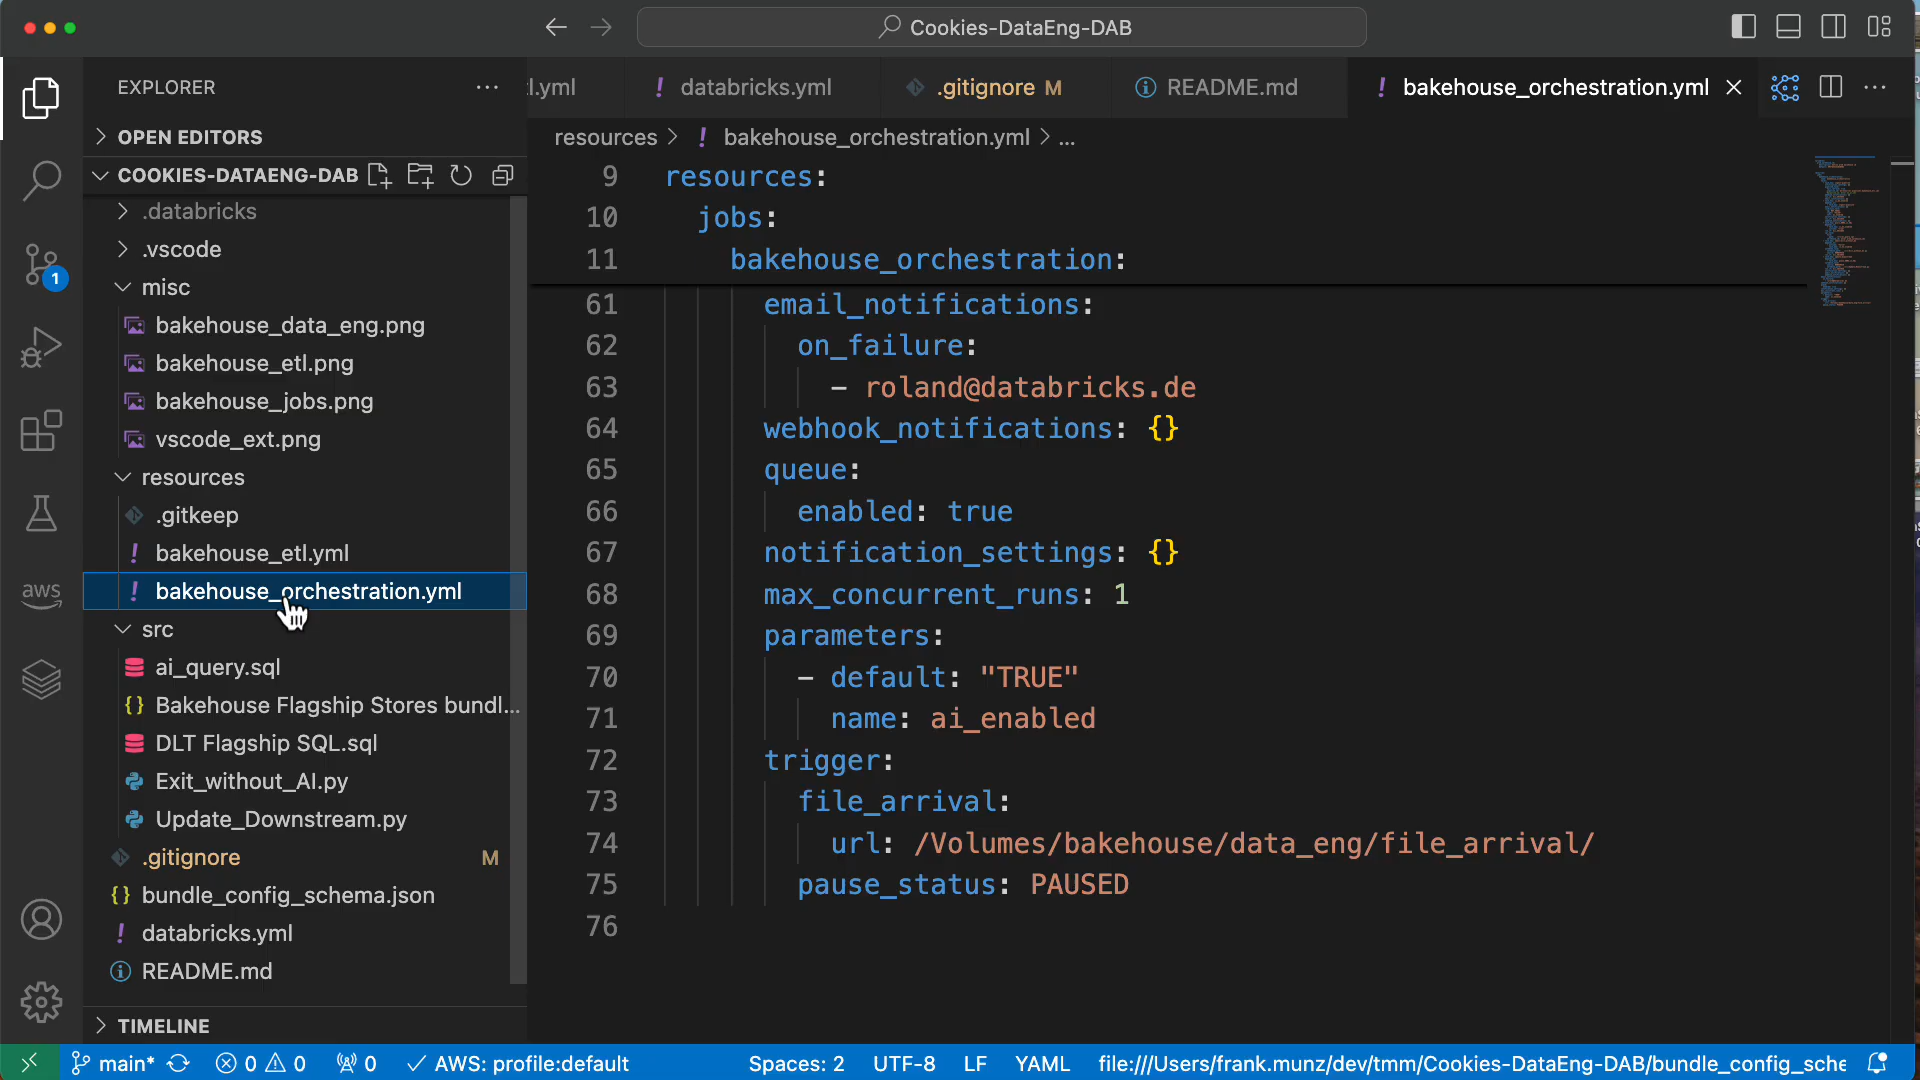 Cookies-DataEng-DAB
EXPLORER
OPEN EDITORS
COOKIES-DATAENG-DAB
.databricks
.vscode
misc
bakehouse_data_eng.png
bakehouse_etl.png
bakehouse_jobs.png
vscode_ext.png
resources
.gitkeep
! bakehouse_etl.yml
! bakehouse_orchestration.yml
src
ai_query.sql
{} Bakehouse Flagship Stores bundl...
DLT Flagship SQL.sql
Exit_without_AI.py
Update_Downstream.py
.gitignore M
{} bundle_config_schema.json
! databricks.yml
README.md
TIMELINE
1
aws
l.yml
! databricks.yml
.gitignore M
README.md
! bakehouse_orchestration.yml
resources > ! bakehouse_orchestration.yml > ...
9 resources:
10 jobs:
11 bakehouse_orchestration:
61 email_notifications:
62 on_failure:
63 - roland@databricks.de
64 webhook_notifications: {}
65 queue:
66 enabled: true
67 notification_settings: {}
68 max_concurrent_runs: 1
69 parameters:
70 - default: "TRUE"
71 name: ai_enabled
72 trigger:
73 file_arrival:
74 url: /Volumes/bakehouse/data_eng/file_arrival/
75 pause_status: PAUSED
76
main* 0 0 0 AWS: profile:default Spaces: 2 UTF-8 LF YAML file:///Users/frank.munz/dev/tmm/Cookies-DataEng-DAB/bundle_config_sche